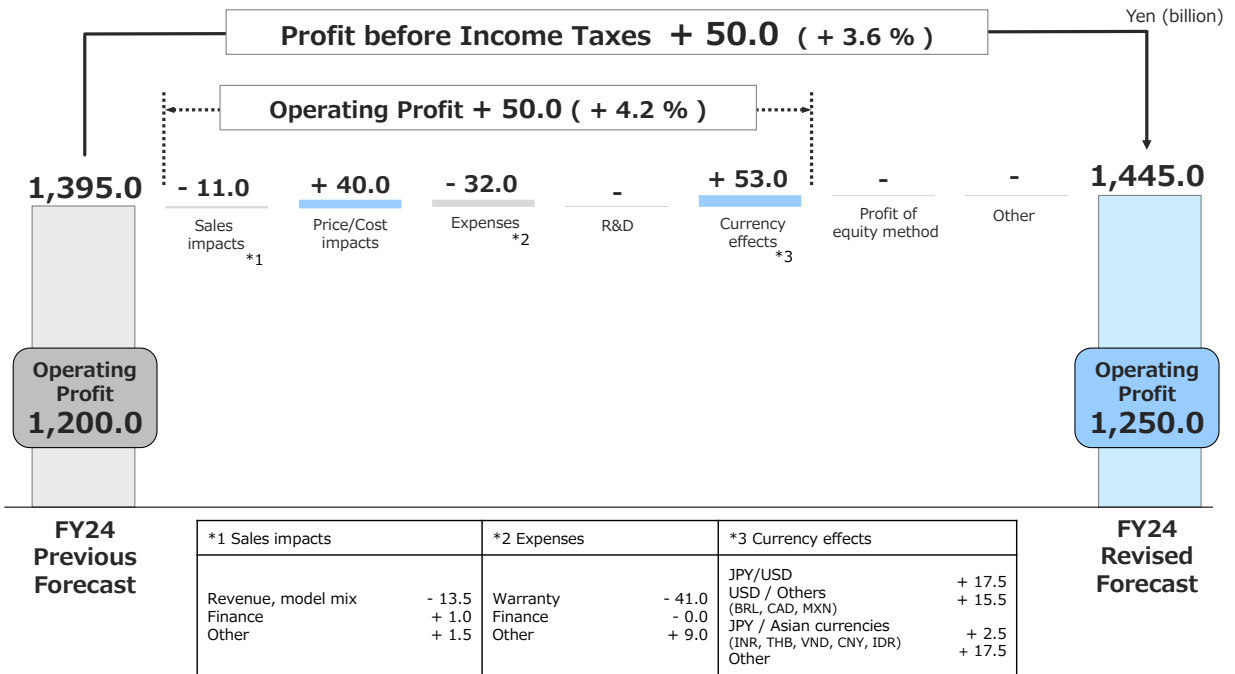 Yen (billion)
Profit before Income Taxes + 50.0 ( + 3.6 % )
Operating Profit + 50.0 ( + 4.2 % )
1,395.0
- 11.0
+ 40.0
- 32.0
-
+ 53.0
-
-
1,445.0
Sales
impacts
*1
Price/Cost
impacts
Expenses
*2
R&D
Currency
effects
*3
Profit of
equity method
Other
Operating
Profit
1,200.0
Operating
Profit
1,250.0
FY24
Previous
Forecast
*1 Sales impacts
Revenue, model mix - 13.5
Finance + 1.0
Other + 1.5
*2 Expenses
Warranty - 41.0
Finance - 0.0
Other + 9.0
*3 Currency effects
JPY/USD + 17.5
USD / Others + 15.5
(BRL, CAD, MXN)
JPY / Asian currencies + 2.5
(INR, THB, VND, CNY, IDR)
Other + 17.5
FY24
Revised
Forecast